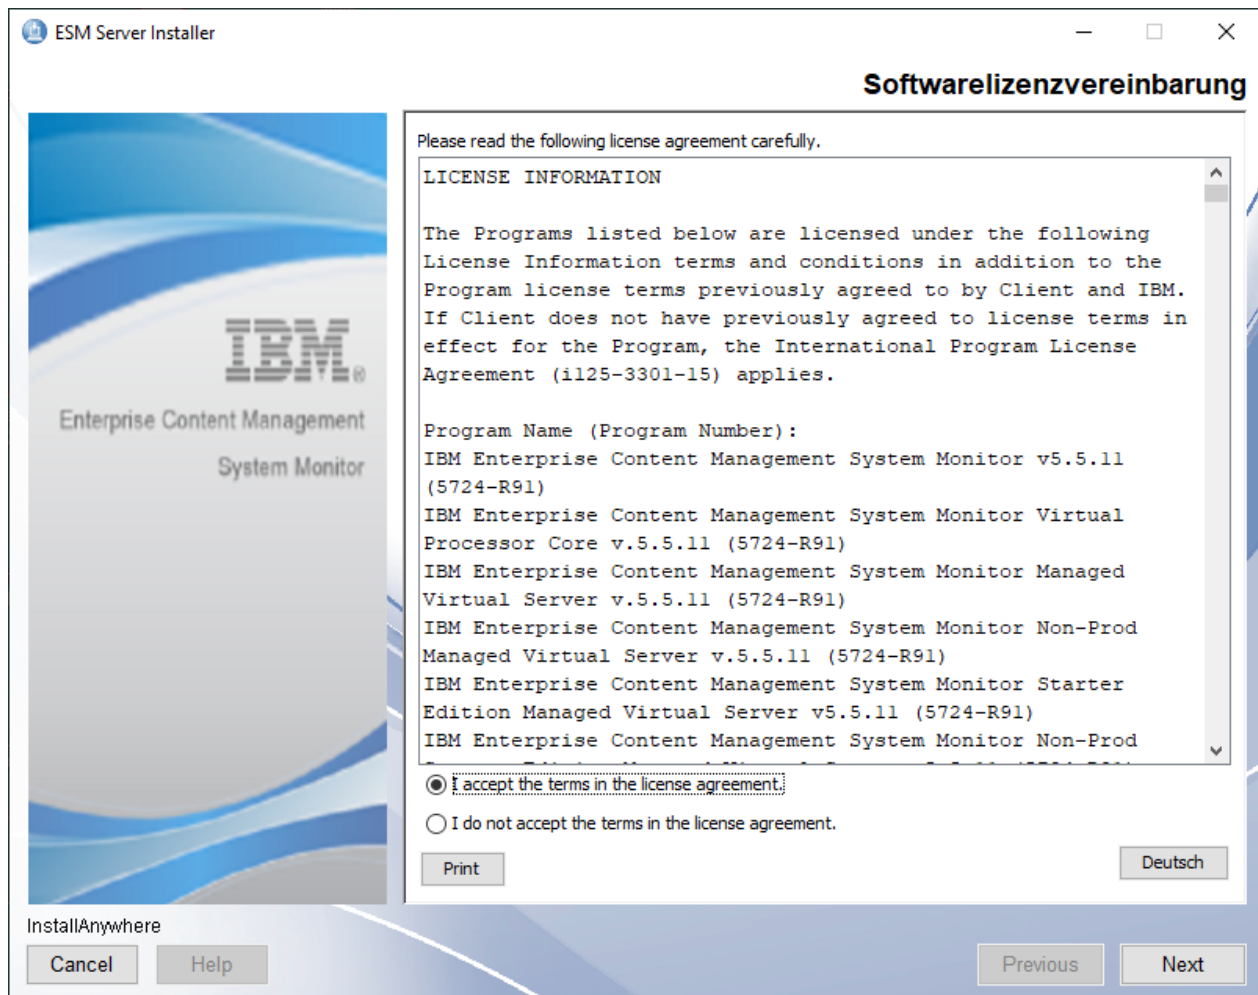 ESM Server Installer
Softwarelizenzvereinbarung
IBM®
Enterprise Content Management
System Monitor
Please read the following license agreement carefully.
LICENSE INFORMATION
The Programs listed below are licensed under the following
License Information terms and conditions in addition to the
Program license terms previously agreed to by Client and IBM.
If Client does not have previously agreed to license terms in
effect for the Program, the International Program License
Agreement (i125-3301-15) applies.
Program Name (Program Number):
IBM Enterprise Content Management System Monitor v5.5.11
(5724-R91)
IBM Enterprise Content Management System Monitor Virtual
Processor Core v.5.5.11 (5724-R91)
IBM Enterprise Content Management System Monitor Managed
Virtual Server v.5.5.11 (5724-R91)
IBM Enterprise Content Management System Monitor Non-Prod
Managed Virtual Server v.5.5.11 (5724-R91)
IBM Enterprise Content Management System Monitor Starter
Edition Managed Virtual Server v5.5.11 (5724-R91)
IBM Enterprise Content Management System Monitor Non-Prod
I accept the terms in the license agreement.
I do not accept the terms in the license agreement.
Print
Deutsch
InstallAnywhere
Cancel
Help
Previous
Next